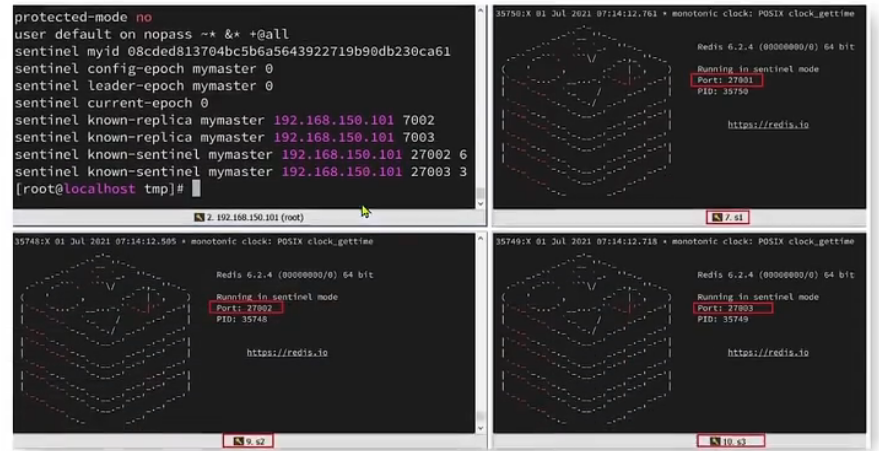 protected-mode no
user default on nopass ~* &* +@all
sentinel myid 08cded813704bc5b6a5643922719b90db230ca61
sentinel config-epoch mymaster 0
sentinel leader-epoch mymaster 0
sentinel current-epoch 0
sentinel known-replica mymaster 192.168.150.101 7002
sentinel known-replica mymaster 192.168.150.101 7003
sentinel known-sentinel mymaster 192.168.150.101 27002 6
sentinel known-sentinel mymaster 192.168.150.101 27003 3
[root@localhost tmp]#
2. 192.168.150.101 (root)
35750:X 01 Jul 2021 07:14:12.761 * monotonic clock: POSIX clock_gettime
Redis 6.2.4 (00000000/0) 64 bit
Running in sentinel mode
Port: 27001
PID: 35750
https://redis.io
7. s1
35748:X 01 Jul 2021 07:14:12.505 * monotonic clock: POSIX clock_gettime
Redis 6.2.4 (00000000/0) 64 bit
Running in sentinel mode
Port: 27002
PID: 35748
https://redis.io
9. s2
35749:X 01 Jul 2021 07:14:12.718 * monotonic clock: POSIX clock_gettime
Redis 6.2.4 (00000000/0) 64 bit
Running in sentinel mode
Port: 27003
PID: 35749
https://redis.io
10. s3